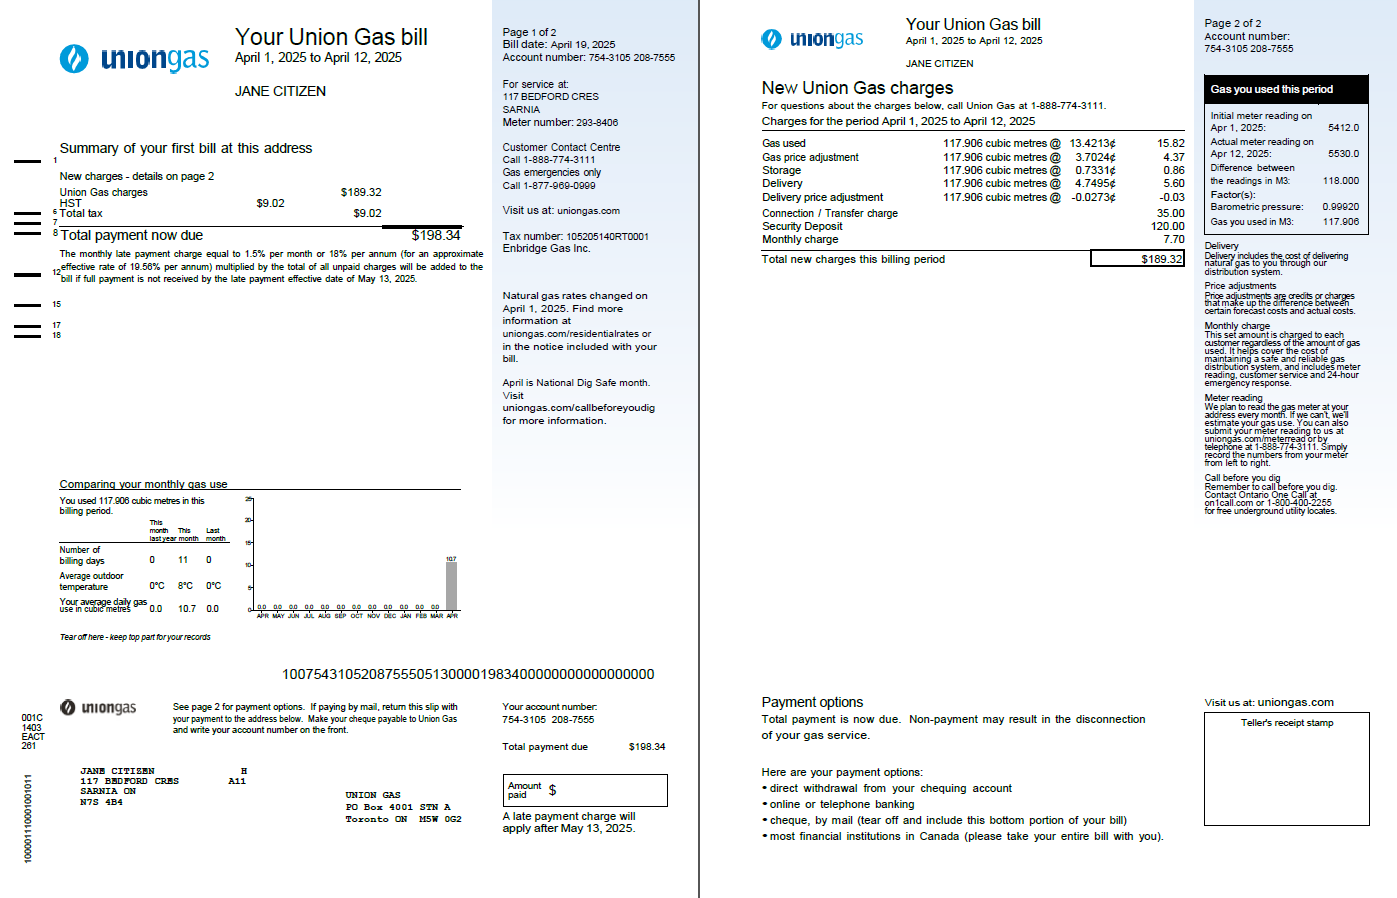 uniongas
Your Union Gas bill
April 1, 2025 to April 12, 2025
JANE CITIZEN
Page 1 of 2
Bill date: April 19, 2025
Account number: 754-3105 208-7555
For service at:
117 BEDFORD CRES
SARNIA
Meter number: 293-8406
Customer Contact Centre
Call 1-888-774-3111
Gas emergencies only
Call 1-877-969-0999
Visit us at: uniongas.com
Tax number: 105205140RT0001
Enbridge Gas Inc.
Natural gas rates changed on
April 1, 2025. Find more
information at
uniongas.com/residentialrates or
in the notice included with your
bill.
April is National Dig Safe month.
Visit
uniongas.com/callbeforeyoudig
for more information.
Summary of your first bill at this address
1
New charges - details on page 2
Union Gas charges $189.32
HST $9.02
6 Total tax $9.02
7
8 Total payment now due $198.34
The monthly late payment charge equal to 1.5% per month or 18% per annum (for an approximate
12 effective rate of 19.56% per annum) multiplied by the total of all unpaid charges will be added to the
bill if full payment is not received by the late payment effective date of May 13, 2025.
15
17
18
Comparing your monthly gas use
You used 117.906 cubic metres in this
billing period.
This
month This Last
last year month month
Number of
billing days 0 11 0
Average outdoor
temperature 0°C 8°C 0°C
Your average daily gas
use in cubic metres 0.0 10.7 0.0
25
20
15
10
5
0
0.0 0.0 0.0 0.0 0.0 0.0 0.0 0.0 0.0 0.0 0.0 0.0 10.7
APR MAY JUN JUL AUG SEP OCT NOV DEC JAN FEB MAR APR
Tear off here - keep top part for your records
10075431052087555051300001983400000000000000000
uniongas
See page 2 for payment options. If paying by mail, return this slip with
your payment to the address below. Make your cheque payable to Union Gas
and write your account number on the front.
Your account number:
754-3105 208-7555
Total payment due $198.34
Amount
paid $
A late payment charge will
apply after May 13, 2025.
001C
1403
EACT
261
1000011110001001011
JANE CITIZEN H
117 BEDFORD CRES A11
SARNIA ON
N7S 4B4
UNION GAS
PO Box 4001 STN A
Toronto ON M5W 0G2
uniongas
Your Union Gas bill
April 1, 2025 to April 12, 2025
JANE CITIZEN
Page 2 of 2
Account number:
754-3105 208-7555
New Union Gas charges
For questions about the charges below, call Union Gas at 1-888-774-3111.
Charges for the period April 1, 2025 to April 12, 2025
Gas used 117.906 cubic metres @ 13.4213¢ 15.82
Gas price adjustment 117.906 cubic metres @ 3.7024¢ 4.37
Storage 117.906 cubic metres @ 0.7331¢ 0.86
Delivery 117.906 cubic metres @ 4.7495¢ 5.60
Delivery price adjustment 117.906 cubic metres @ -0.0273¢ -0.03
Connection / Transfer charge 35.00
Security Deposit 120.00
Monthly charge 7.70
Total new charges this billing period $189.32
Gas you used this period
Initial meter reading on
Apr 1, 2025: 5412.0
Actual meter reading on
Apr 12, 2025: 5530.0
Difference between
the readings in M3: 118.000
Factor(s):
Barometric pressure: 0.99920
Gas you used in M3: 117.906
Delivery
Delivery includes the cost of delivering
natural gas to you through our
distribution system.
Price adjustments
Price adjustments are credits or charges
that make up the difference between
certain forecast costs and actual costs.
Monthly charge
This set amount is charged to each
customer regardless of the amount of gas
used. It helps cover the cost of
maintaining a safe and reliable gas
distribution system, and includes meter
reading, customer service and 24-hour
emergency response.
Meter reading
We plan to read the gas meter at your
address every month. If we can't, we'll
estimate your gas use. You can also
submit your meter reading to us at
uniongas.com/meterread or by
telephone at 1-888-774-3111. Simply
record the numbers from your meter
from left to right.
Call before you dig
Remember to call before you dig.
Contact Ontario One Call at
on1call.com or 1-800-400-2255
for free underground utility locates.
Payment options
Total payment is now due. Non-payment may result in the disconnection
of your gas service.
Here are your payment options:
• direct withdrawal from your chequing account
• online or telephone banking
• cheque, by mail (tear off and include this bottom portion of your bill)
• most financial institutions in Canada (please take your entire bill with you).
Visit us at: uniongas.com
Teller's receipt stamp